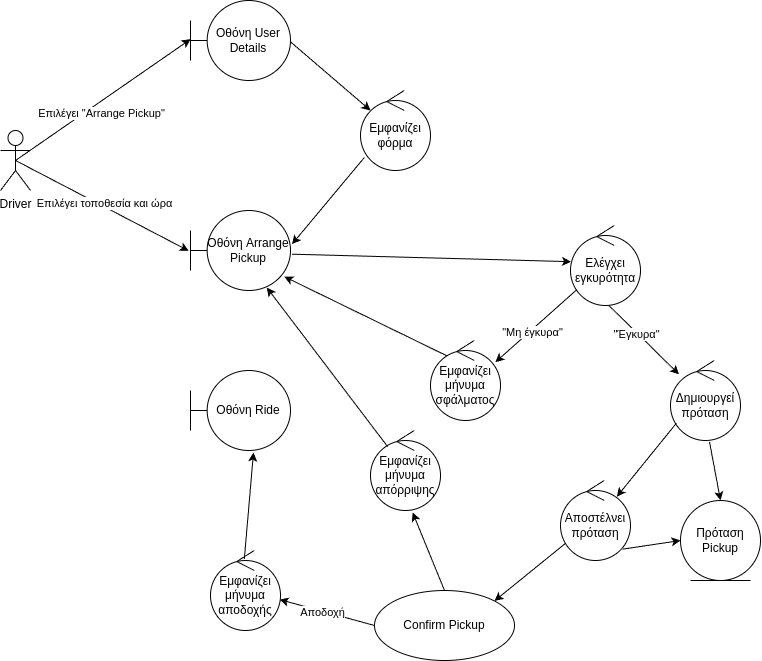 Οθόνη User
Details
Επιλέγει "Arrange Pickup"
Εμφανίζει
φόρμα
Driver
Επιλέγει τοποθεσία και ώρα
Οθόνη Arrange
Pickup
Ελέγχει
εγκυρότητα
"Μη έγκυρα"
"Έγκυρα"
Εμφανίζει
μήνυμα
σφάλματος
Δημιουργεί
πρόταση
Οθόνη Ride
Εμφανίζει
μήνυμα
απόρριψης
Αποστέλνει
πρόταση
Πρόταση
Pickup
Εμφανίζει
μήνυμα
αποδοχής
Αποδοχή
Confirm Pickup